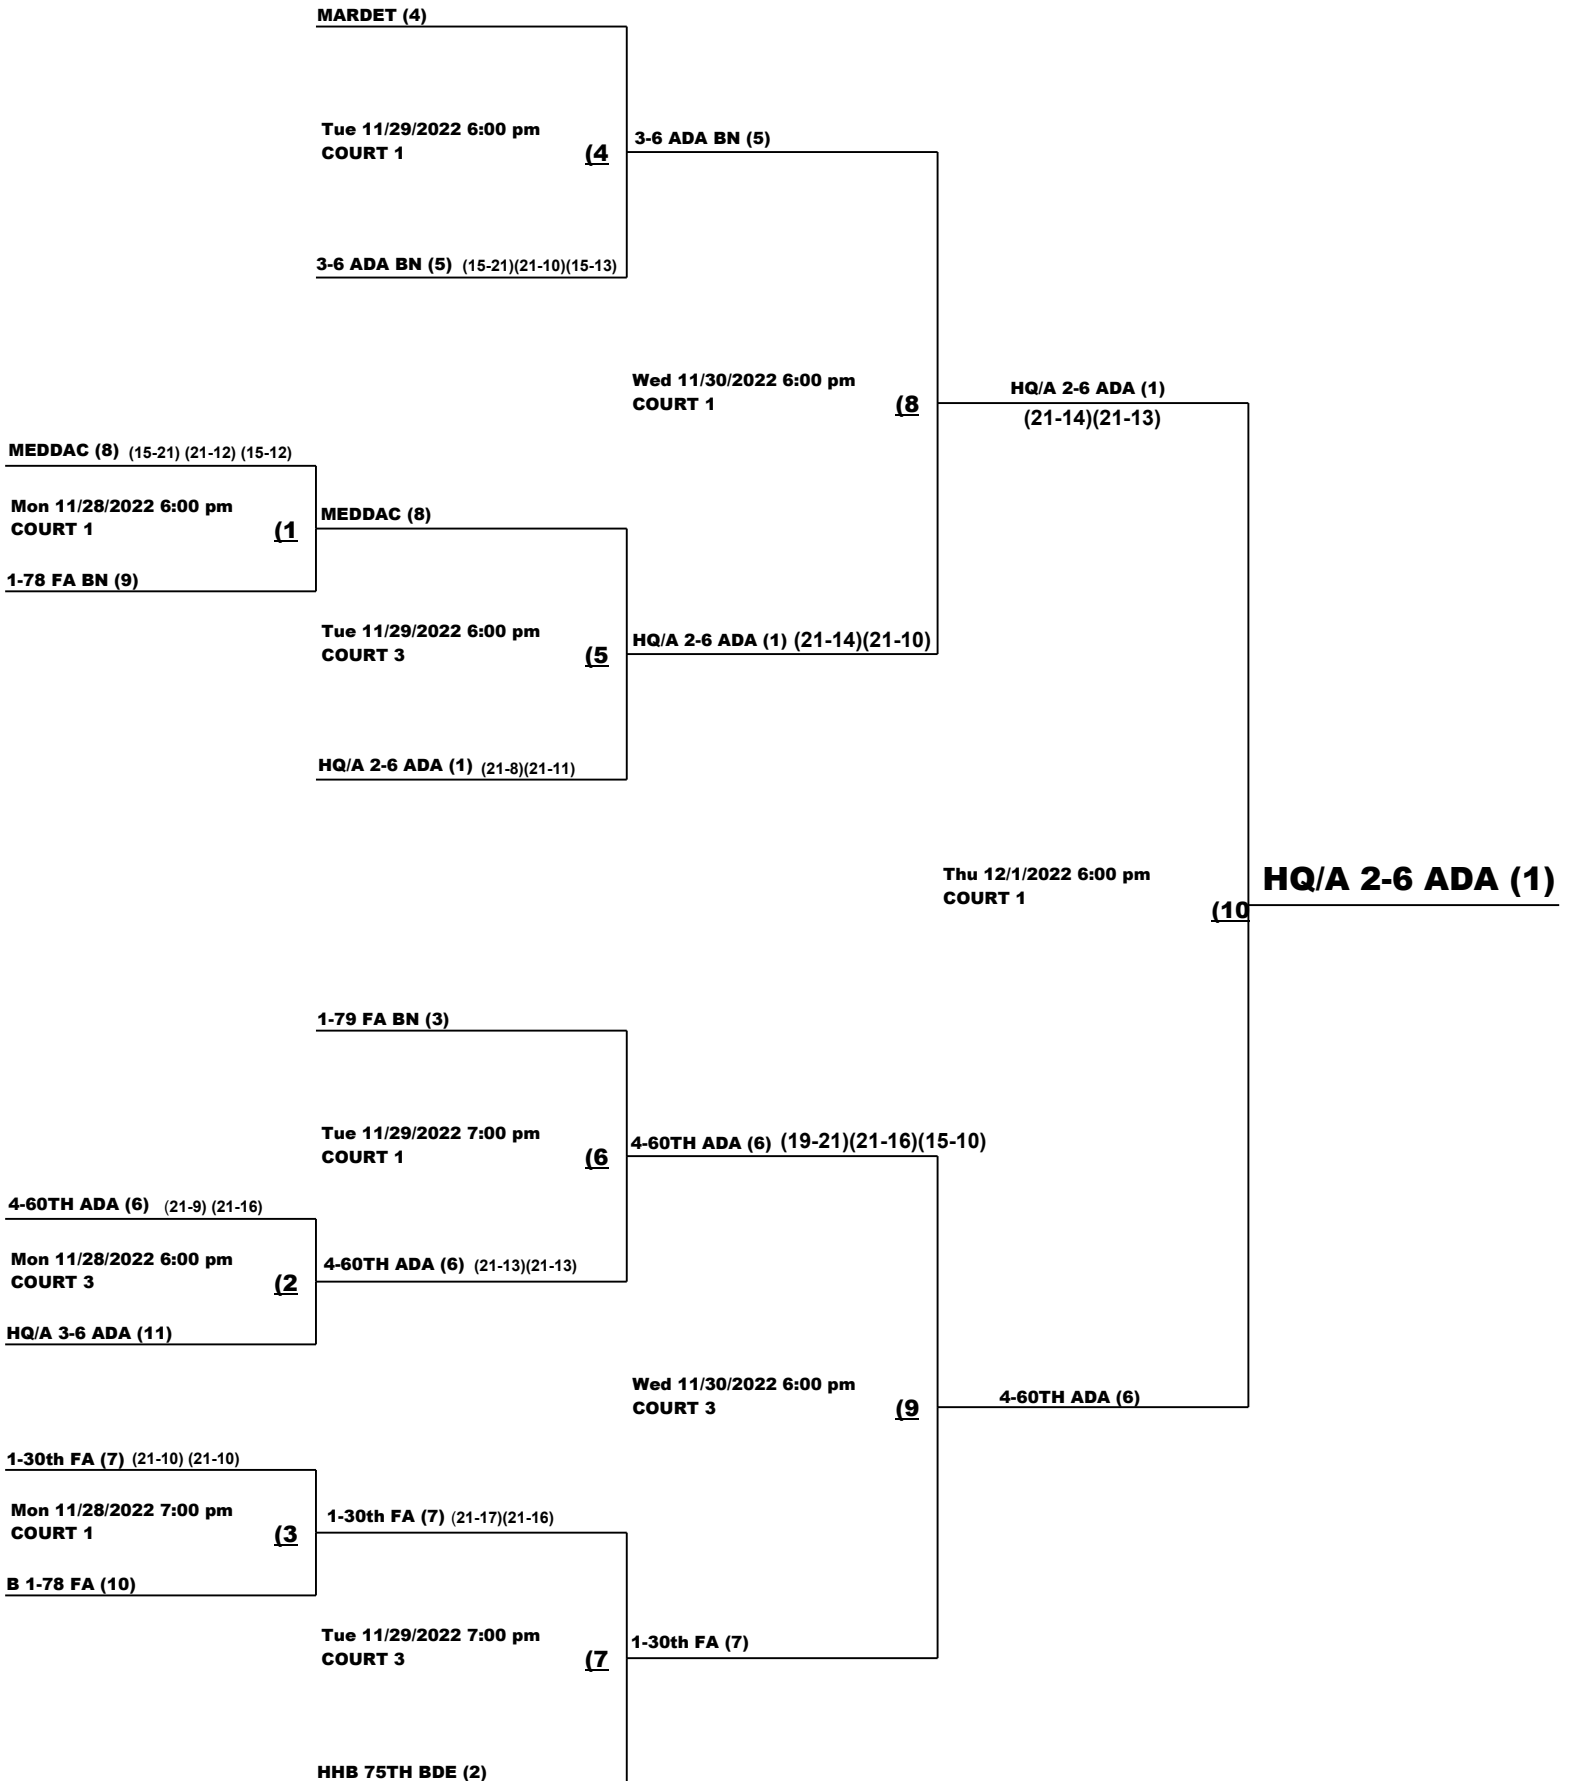 MARDET (4)
Tue 11/29/2022 6:00 pm
COURT 1
(4
3-6 ADA BN (5)
3-6 ADA BN (5) (15-21)(21-10)(15-13)
Wed 11/30/2022 6:00 pm
COURT 1
(8
HQ/A 2-6 ADA (1)
(21-14)(21-13)
MEDDAC (8) (15-21) (21-12) (15-12)
Mon 11/28/2022 6:00 pm
COURT 1
(1
MEDDAC (8)
1-78 FA BN (9)
Tue 11/29/2022 6:00 pm
COURT 3
(5
HQ/A 2-6 ADA (1) (21-14)(21-10)
HQ/A 2-6 ADA (1) (21-8)(21-11)
Thu 12/1/2022 6:00 pm
COURT 1
(10
HQ/A 2-6 ADA (1)
1-79 FA BN (3)
Tue 11/29/2022 7:00 pm
COURT 1
(6
4-60TH ADA (6) (19-21)(21-16)(15-10)
4-60TH ADA (6) (21-9) (21-16)
Mon 11/28/2022 6:00 pm
COURT 3
(2
4-60TH ADA (6) (21-13)(21-13)
HQ/A 3-6 ADA (11)
Wed 11/30/2022 6:00 pm
COURT 3
(9
4-60TH ADA (6)
1-30th FA (7) (21-10) (21-10)
Mon 11/28/2022 7:00 pm
COURT 1
(3
1-30th FA (7) (21-17)(21-16)
B 1-78 FA (10)
Tue 11/29/2022 7:00 pm
COURT 3
(7
1-30th FA (7)
HHB 75TH BDE (2)